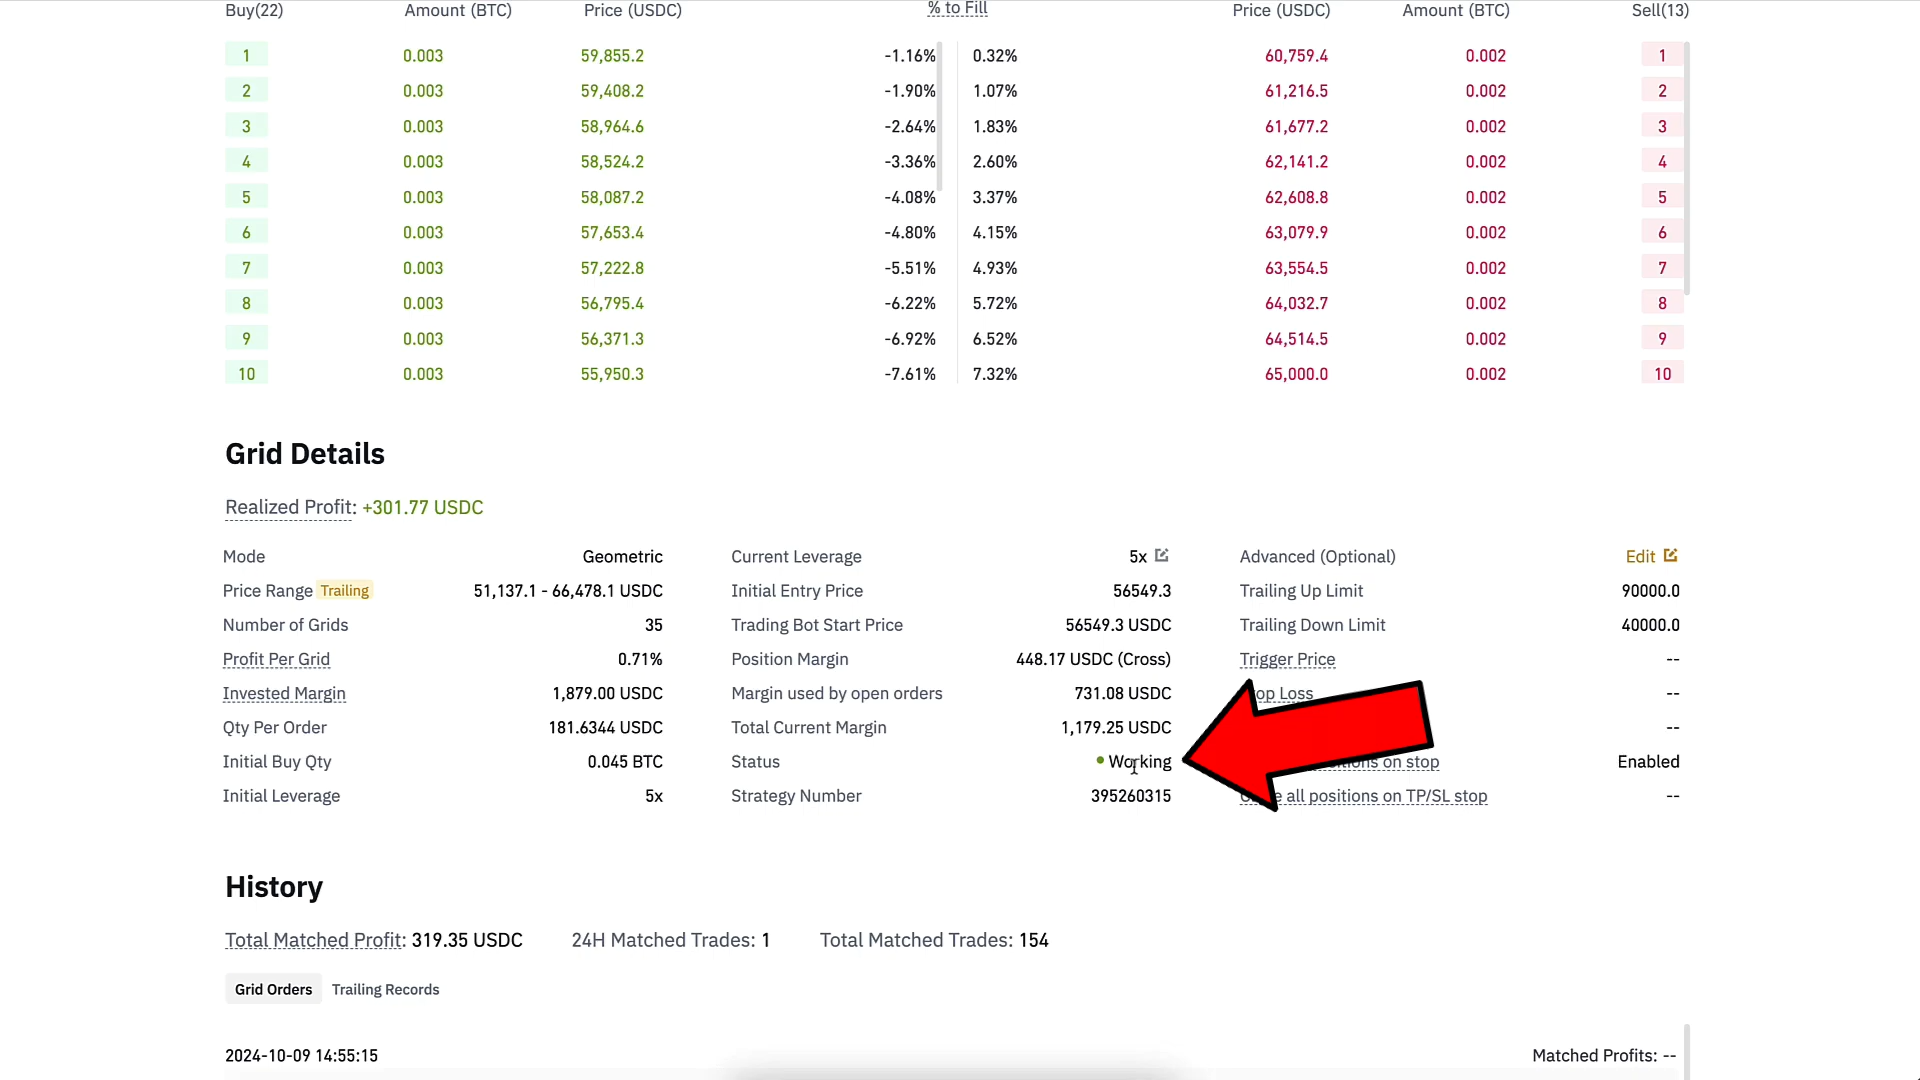 Buy(22) Amount (BTC) Price (USDC) % to Fill Price (USDC) Amount (BTC) Sell(13)
1 0.003 59,855.2 -1.16% 0.32% 60,759.4 0.002 1
2 0.003 59,408.2 -1.90% 1.07% 61,216.5 0.002 2
3 0.003 58,964.6 -2.64% 1.83% 61,677.2 0.002 3
4 0.003 58,524.2 -3.36% 2.60% 62,141.2 0.002 4
5 0.003 58,087.2 -4.08% 3.37% 62,608.8 0.002 5
6 0.003 57,653.4 -4.80% 4.15% 63,079.9 0.002 6
7 0.003 57,222.8 -5.51% 4.93% 63,554.5 0.002 7
8 0.003 56,795.4 -6.22% 5.72% 64,032.7 0.002 8
9 0.003 56,371.3 -6.92% 6.52% 64,514.5 0.002 9
10 0.003 55,950.3 -7.61% 7.32% 65,000.0 0.002 10
Grid Details
Realized Profit: +301.77 USDC
Mode Geometric Current Leverage 5x Advanced (Optional) Edit
Price Range Trailing 51,137.1 - 66,478.1 USDC Initial Entry Price 56549.3 Trailing Up Limit 90000.0
Number of Grids 35 Trading Bot Start Price 56549.3 USDC Trailing Down Limit 40000.0
Profit Per Grid 0.71% Position Margin 448.17 USDC (Cross) Trigger Price --
Invested Margin 1,879.00 USDC Margin used by open orders 731.08 USDC Loss --
Qty Per Order 181.6344 USDC Total Current Margin 1,179.25 USDC --
Initial Buy Qty 0.045 BTC Status Working on stop Enabled
Initial Leverage 5x Strategy Number 395260315 all positions on TP/SL stop --
History
Total Matched Profit: 319.35 USDC 24H Matched Trades: 1 Total Matched Trades: 154
Grid Orders Trailing Records
2024-10-09 14:55:15 Matched Profits: --